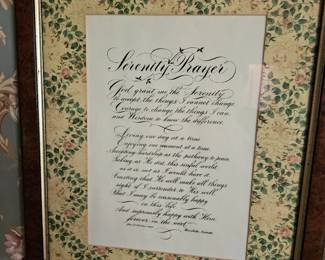 Serenity Prayer
God grant me the Serenity
to accept the things I cannot change
Courage to change the things I can
and Wisdom to know the difference.
Living one day at a time
Enjoying one moment at a time
Accepting hardship as the pathway to peace.
Taking, as He did, this sinful world
as it is not as I would have it.
Trusting that He will make all things
right if I surrender to His will
that I may be reasonably happy
in this life.
And supremely happy with Him
forever in the next.